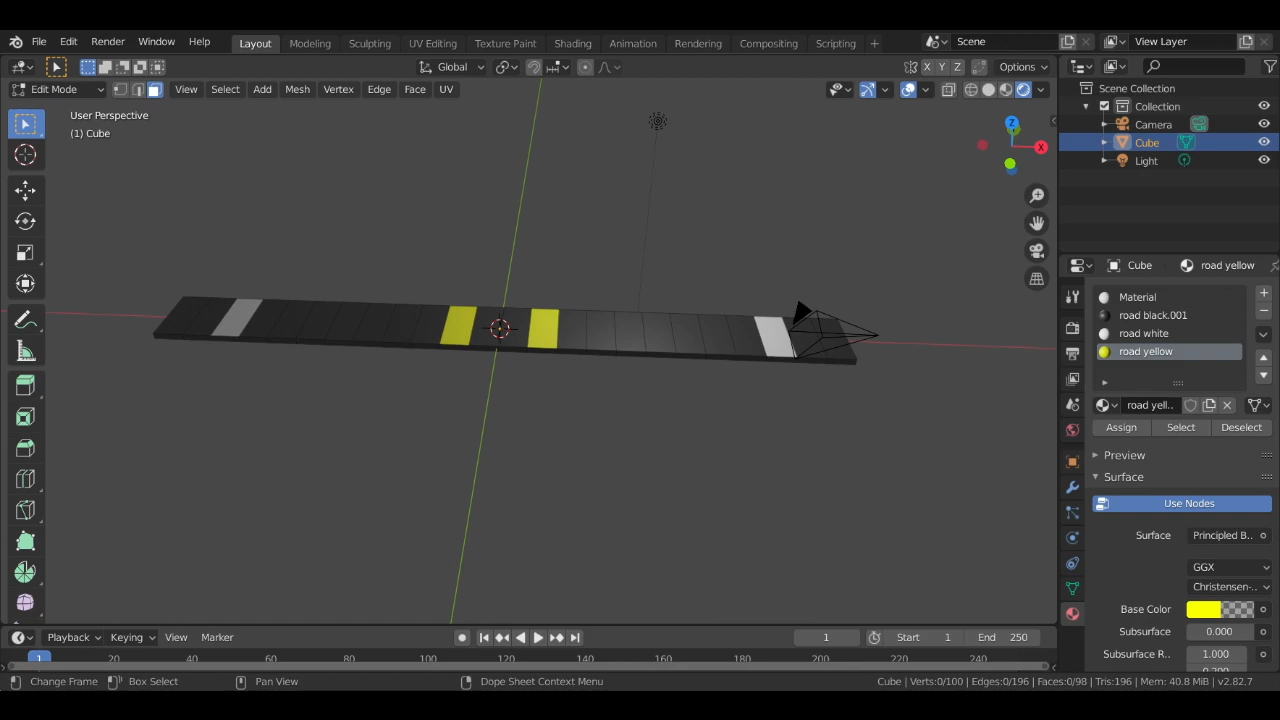 File Edit Render Window Help Layout Modeling Sculpting UV Editing Texture Paint Shading Animation Rendering Compositing Scripting + Scene View Layer
Global X Y Z Options
Edit Mode View Select Add Mesh Vertex Edge Face UV
Scene Collection
Collection
Camera
Cube
Light
User Perspective
(1) Cube
Z
X
Cube road yellow
Material
road black.001
road white
road yellow
road yell..
Assign Select Deselect
Preview
Surface
Use Nodes
Surface Principled B..
GGX
Christensen-..
Base Color
Subsurface 0.000
Subsurface R.. 1.000
0.200
Playback Keying View Marker 1 Start 1 End 250
1 20 40 60 80 100 120 140 160 180 200 220 240
Change Frame Box Select Pan View Dope Sheet Context Menu Cube | Verts:0/100 | Edges:0/196 | Faces:0/98 | Tris:196 | Mem: 40.8 MiB | v2.82.7